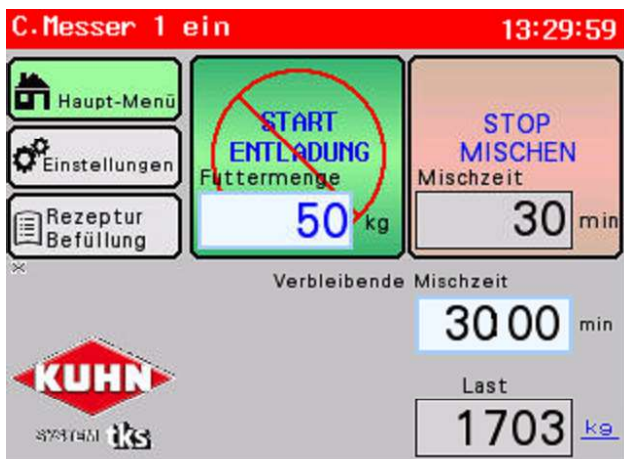 C.Messer 1 ein 13:29:59
Haupt-Menü
Einstellungen
Rezeptur
Befüllung
START
ENTLADUNG
Futtermenge
50 kg
STOP
MISCHEN
Mischzeit
30 min
Verbleibende Mischzeit
30 00 min
KUHN
SYSTEM tks
Last
1703 kg